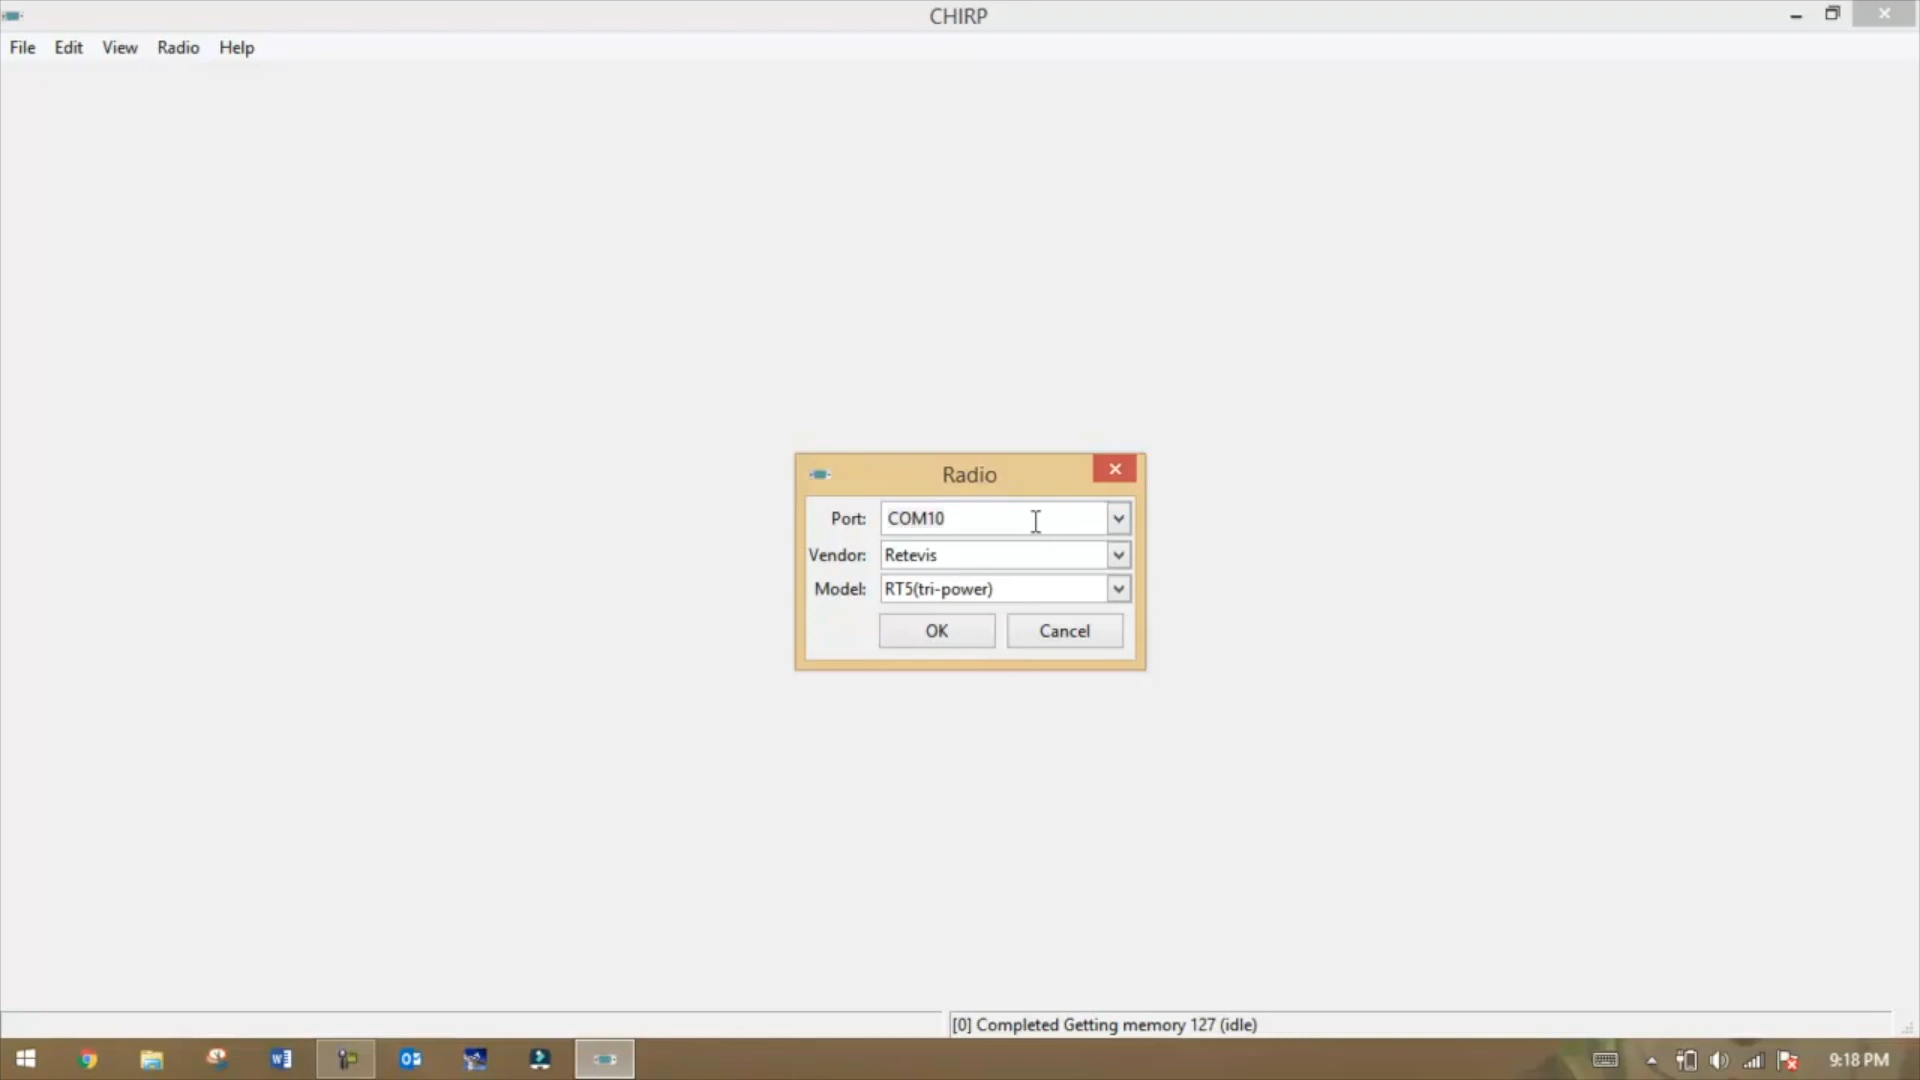 CHIRP
File Edit View Radio Help
Radio
Port: COM10
Vendor: Retevis
Model: RT5(tri-power)
OK Cancel
[0] Completed Getting memory 127 (idle)
9:18 PM